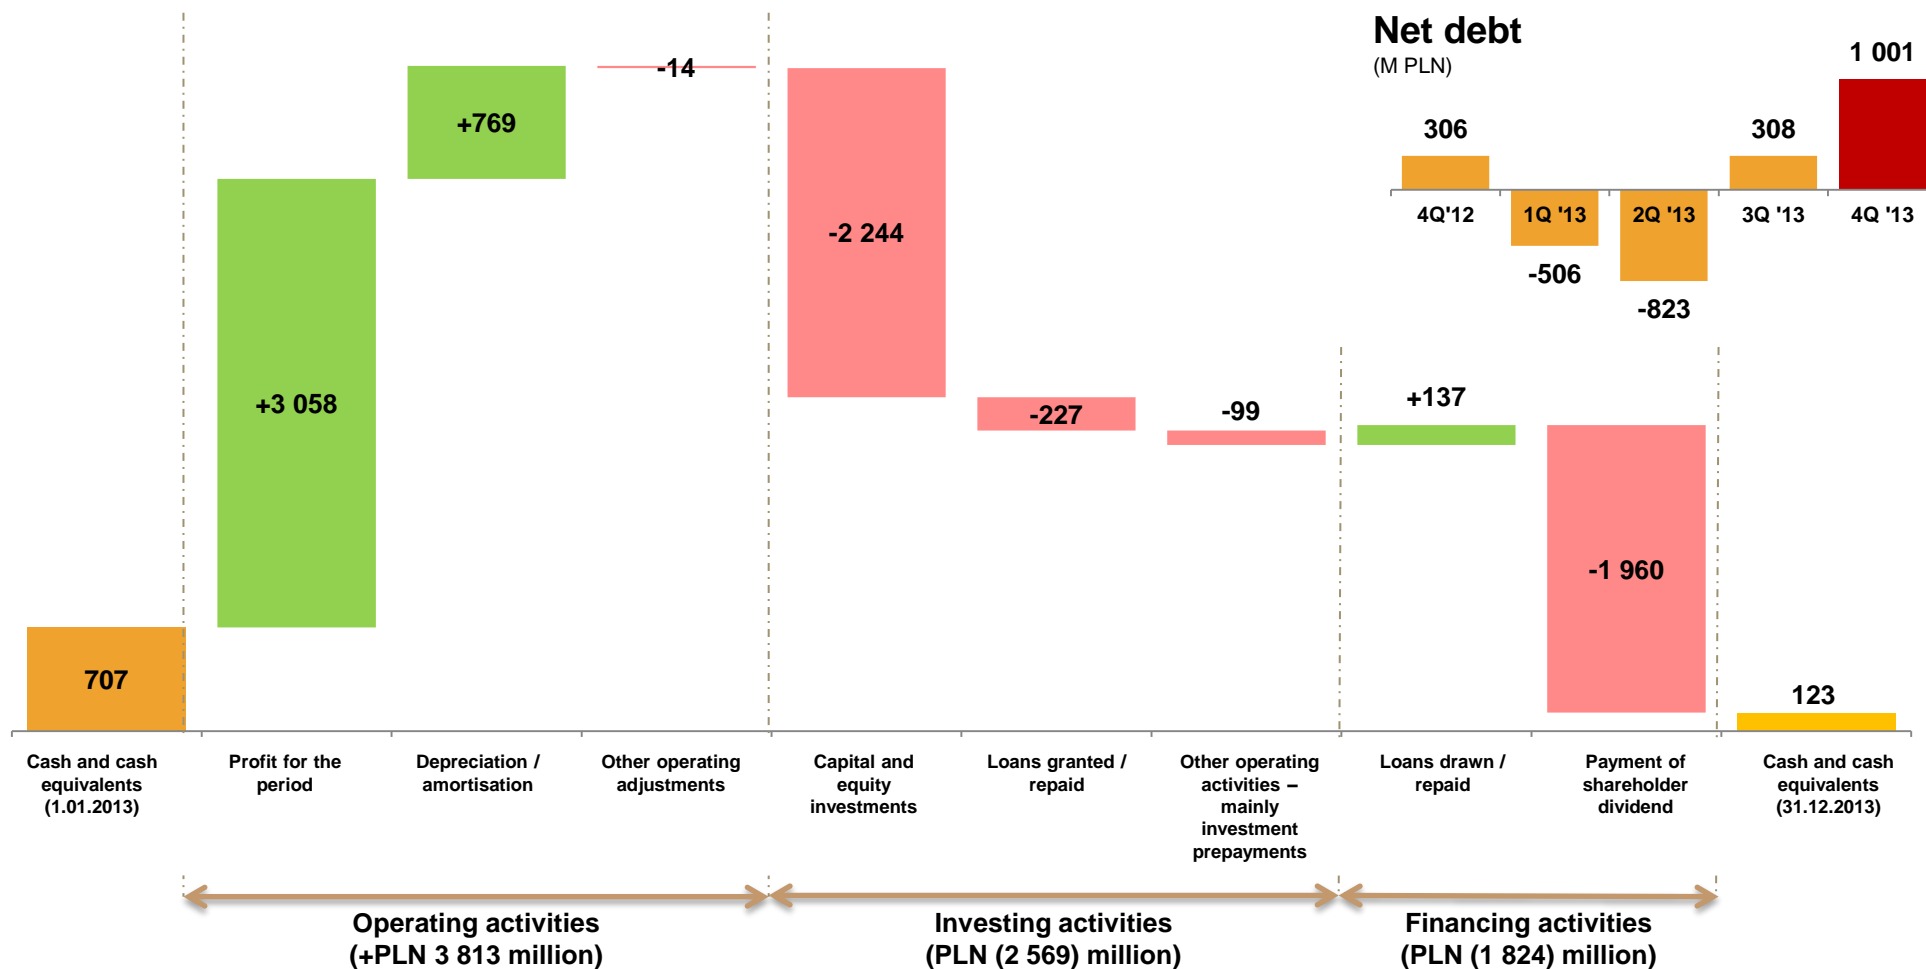 Net debt
(M PLN)
306
-506
-823
308
1 001
4Q'12
1Q '13
2Q '13
3Q '13
4Q '13
707
+3 058
+769
-14
-2 244
-227
-99
+137
-1 960
123
Cash and cash
equivalents
(1.01.2013)
Profit for the
period
Depreciation /
amortisation
Other operating
adjustments
Capital and
equity
investments
Loans granted /
repaid
Other operating
activities –
mainly
investment
prepayments
Loans drawn /
repaid
Payment of
shareholder
dividend
Cash and cash
equivalents
(31.12.2013)
Operating activities
(+PLN 3 813 million)
Investing activities
(PLN (2 569) million)
Financing activities
(PLN (1 824) million)